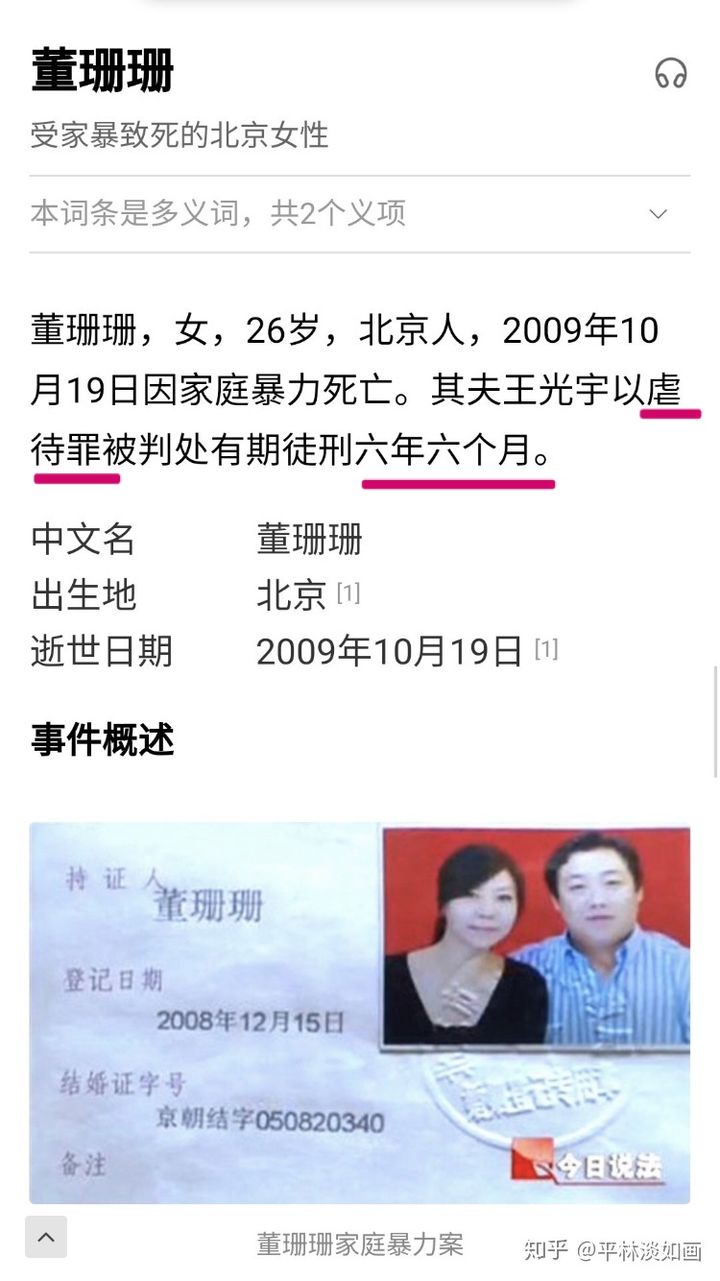 董珊珊
受家暴致死的北京女性
本词条是多义词，共2个义项
董珊珊，女，26岁，北京人，2009年10
月19日因家庭暴力死亡。其夫王光宇以虐
待罪被判处有期徒刑六年六个月。
中文名 董珊珊
出生地 北京 [1]
逝世日期 2009年10月19日 [1]
事件概述
持证人
董珊珊
登记日期
2008年12月15日
结婚证字号
京朝结字050820340
备注
今日说法
董珊珊家庭暴力案
知乎 @平林淡如画